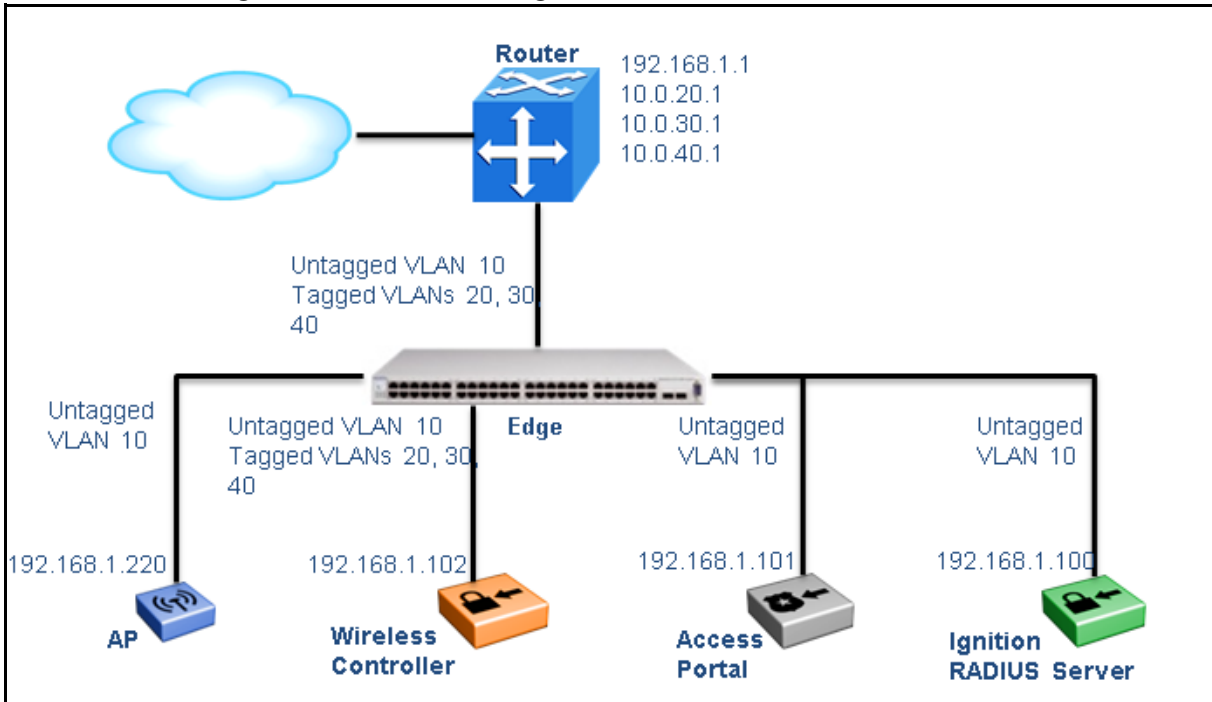 Router
192.168.1.1
10.0.20.1
10.0.30.1
10.0.40.1
Untagged VLAN 10
Tagged VLANs 20, 30,
40
Untagged
VLAN 10
Untagged VLAN 10
Tagged VLANs 20, 30,
40
Edge
Untagged
VLAN 10
Untagged
VLAN 10
192.168.1.220
192.168.1.102
192.168.1.101
192.168.1.100
AP
Wireless
Controller
Access
Portal
Ignition
RADIUS Server